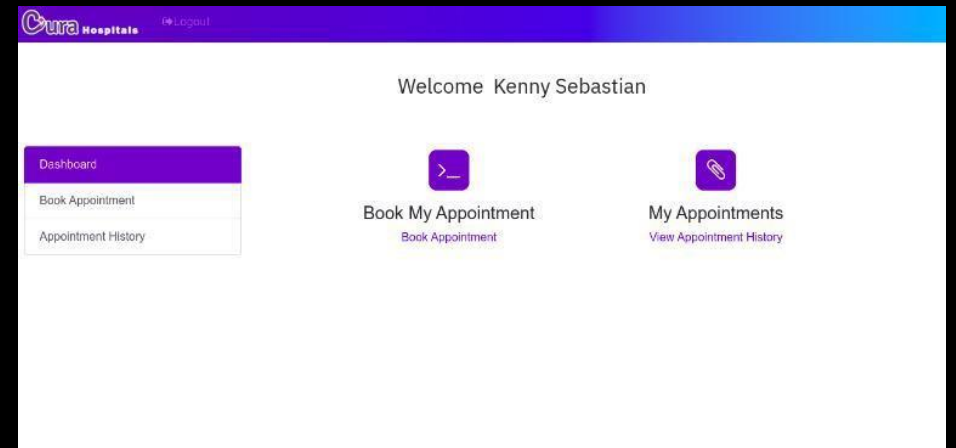 Cura Hospitals
Logout
Welcome Kenny Sebastian
Dashboard
Book Appointment
Appointment History
>_
Book My Appointment
Book Appointment
My Appointments
View Appointment History